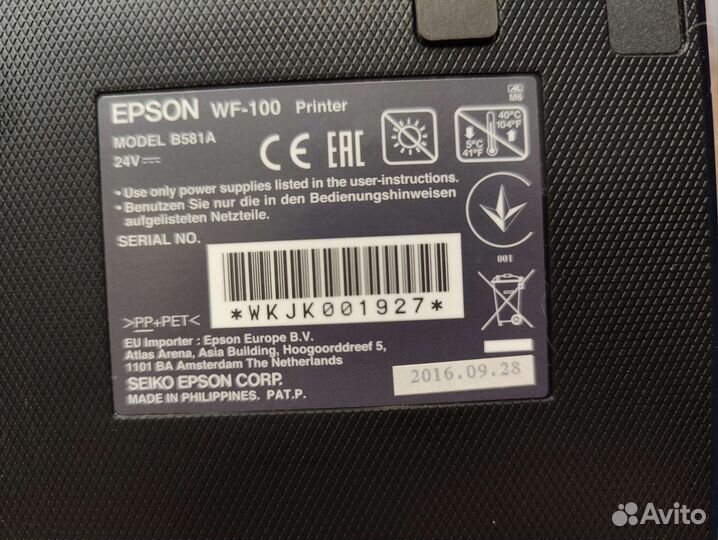 EPSON WF-100 Printer
MODEL B581A
24V⎓
CE EAC
M6
40°C
104°F
5°C
41°F
• Use only power supplies listed in the user-instructions.
• Benutzen Sie nur die in den Bedienungshinweisen
aufgelisteten Netzteile.
SERIAL NO.
001
*WKJK001927*
>PP+PET<
EU Importer : Epson Europe B.V.
Atlas Arena, Asia Building, Hoogoorddreef 5,
1101 BA Amsterdam The Netherlands
SEIKO EPSON CORP.
MADE IN PHILIPPINES. PAT.P.
2016.09.28
Avito